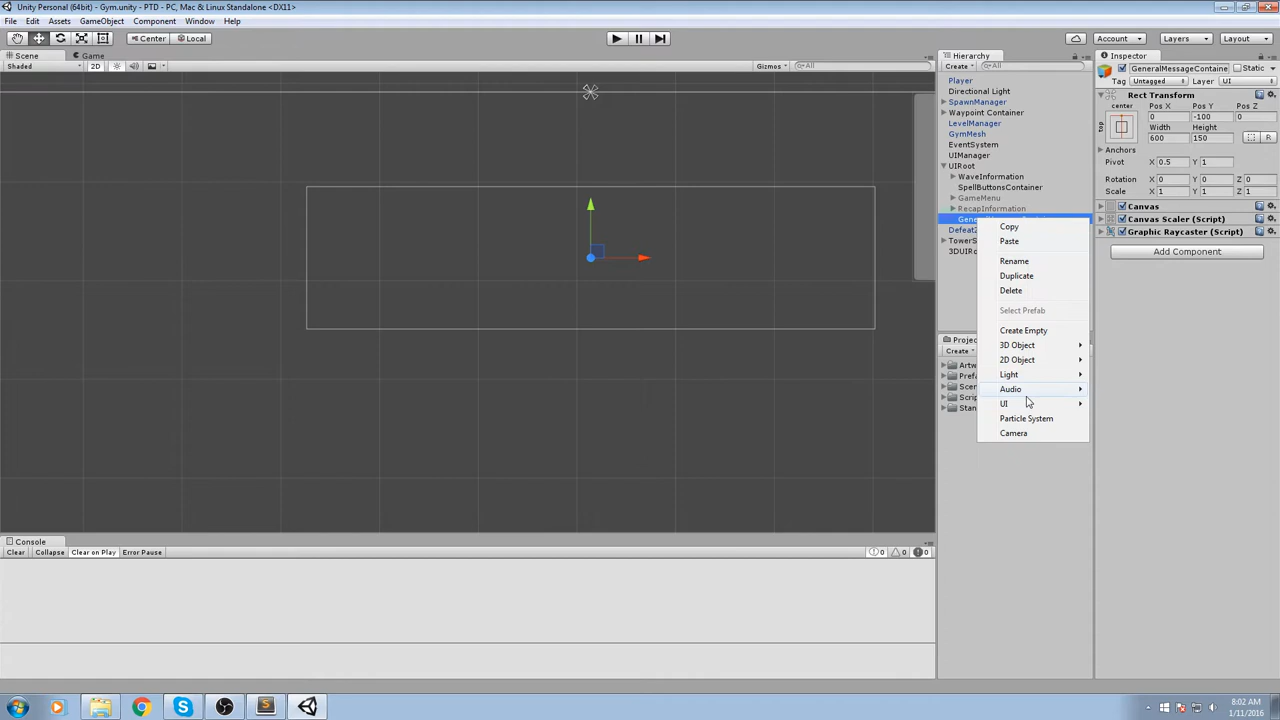 Unity Personal (64bit) - Gym.unity - PTD - PC, Mac & Linux Standalone <DX11>
File Edit Assets GameObject Component Window Help
Center Local Account Layers Layout
Scene Game
Shaded 2D Gizmos All
Hierarchy
Create All
Player
Directional Light
SpawnManager
Waypoint Container
LevelManager
GymMesh
EventSystem
UIManager
UIRoot
WaveInformation
SpellButtonsContainer
GameMenu
RecapInformation
Copy
Paste
Rename
Duplicate
Delete
Select Prefab
Create Empty
3D Object
2D Object
Light
Audio
UI
Particle System
Camera
Create
Inspector
GeneralMessageContaine Static
Tag Untagged Layer UI
Rect Transform
center Pos X Pos Y Pos Z
top 0 -100 0
Width Height
600 150 R
Anchors
Pivot X 0.5 Y 1
Rotation X 0 Y 0 Z 0
Scale X 1 Y 1 Z 1
Canvas
Canvas Scaler (Script)
Graphic Raycaster (Script)
Add Component
Console
Clear Collapse Clear on Play Error Pause 0 0 0
8:02 AM
1/11/2016